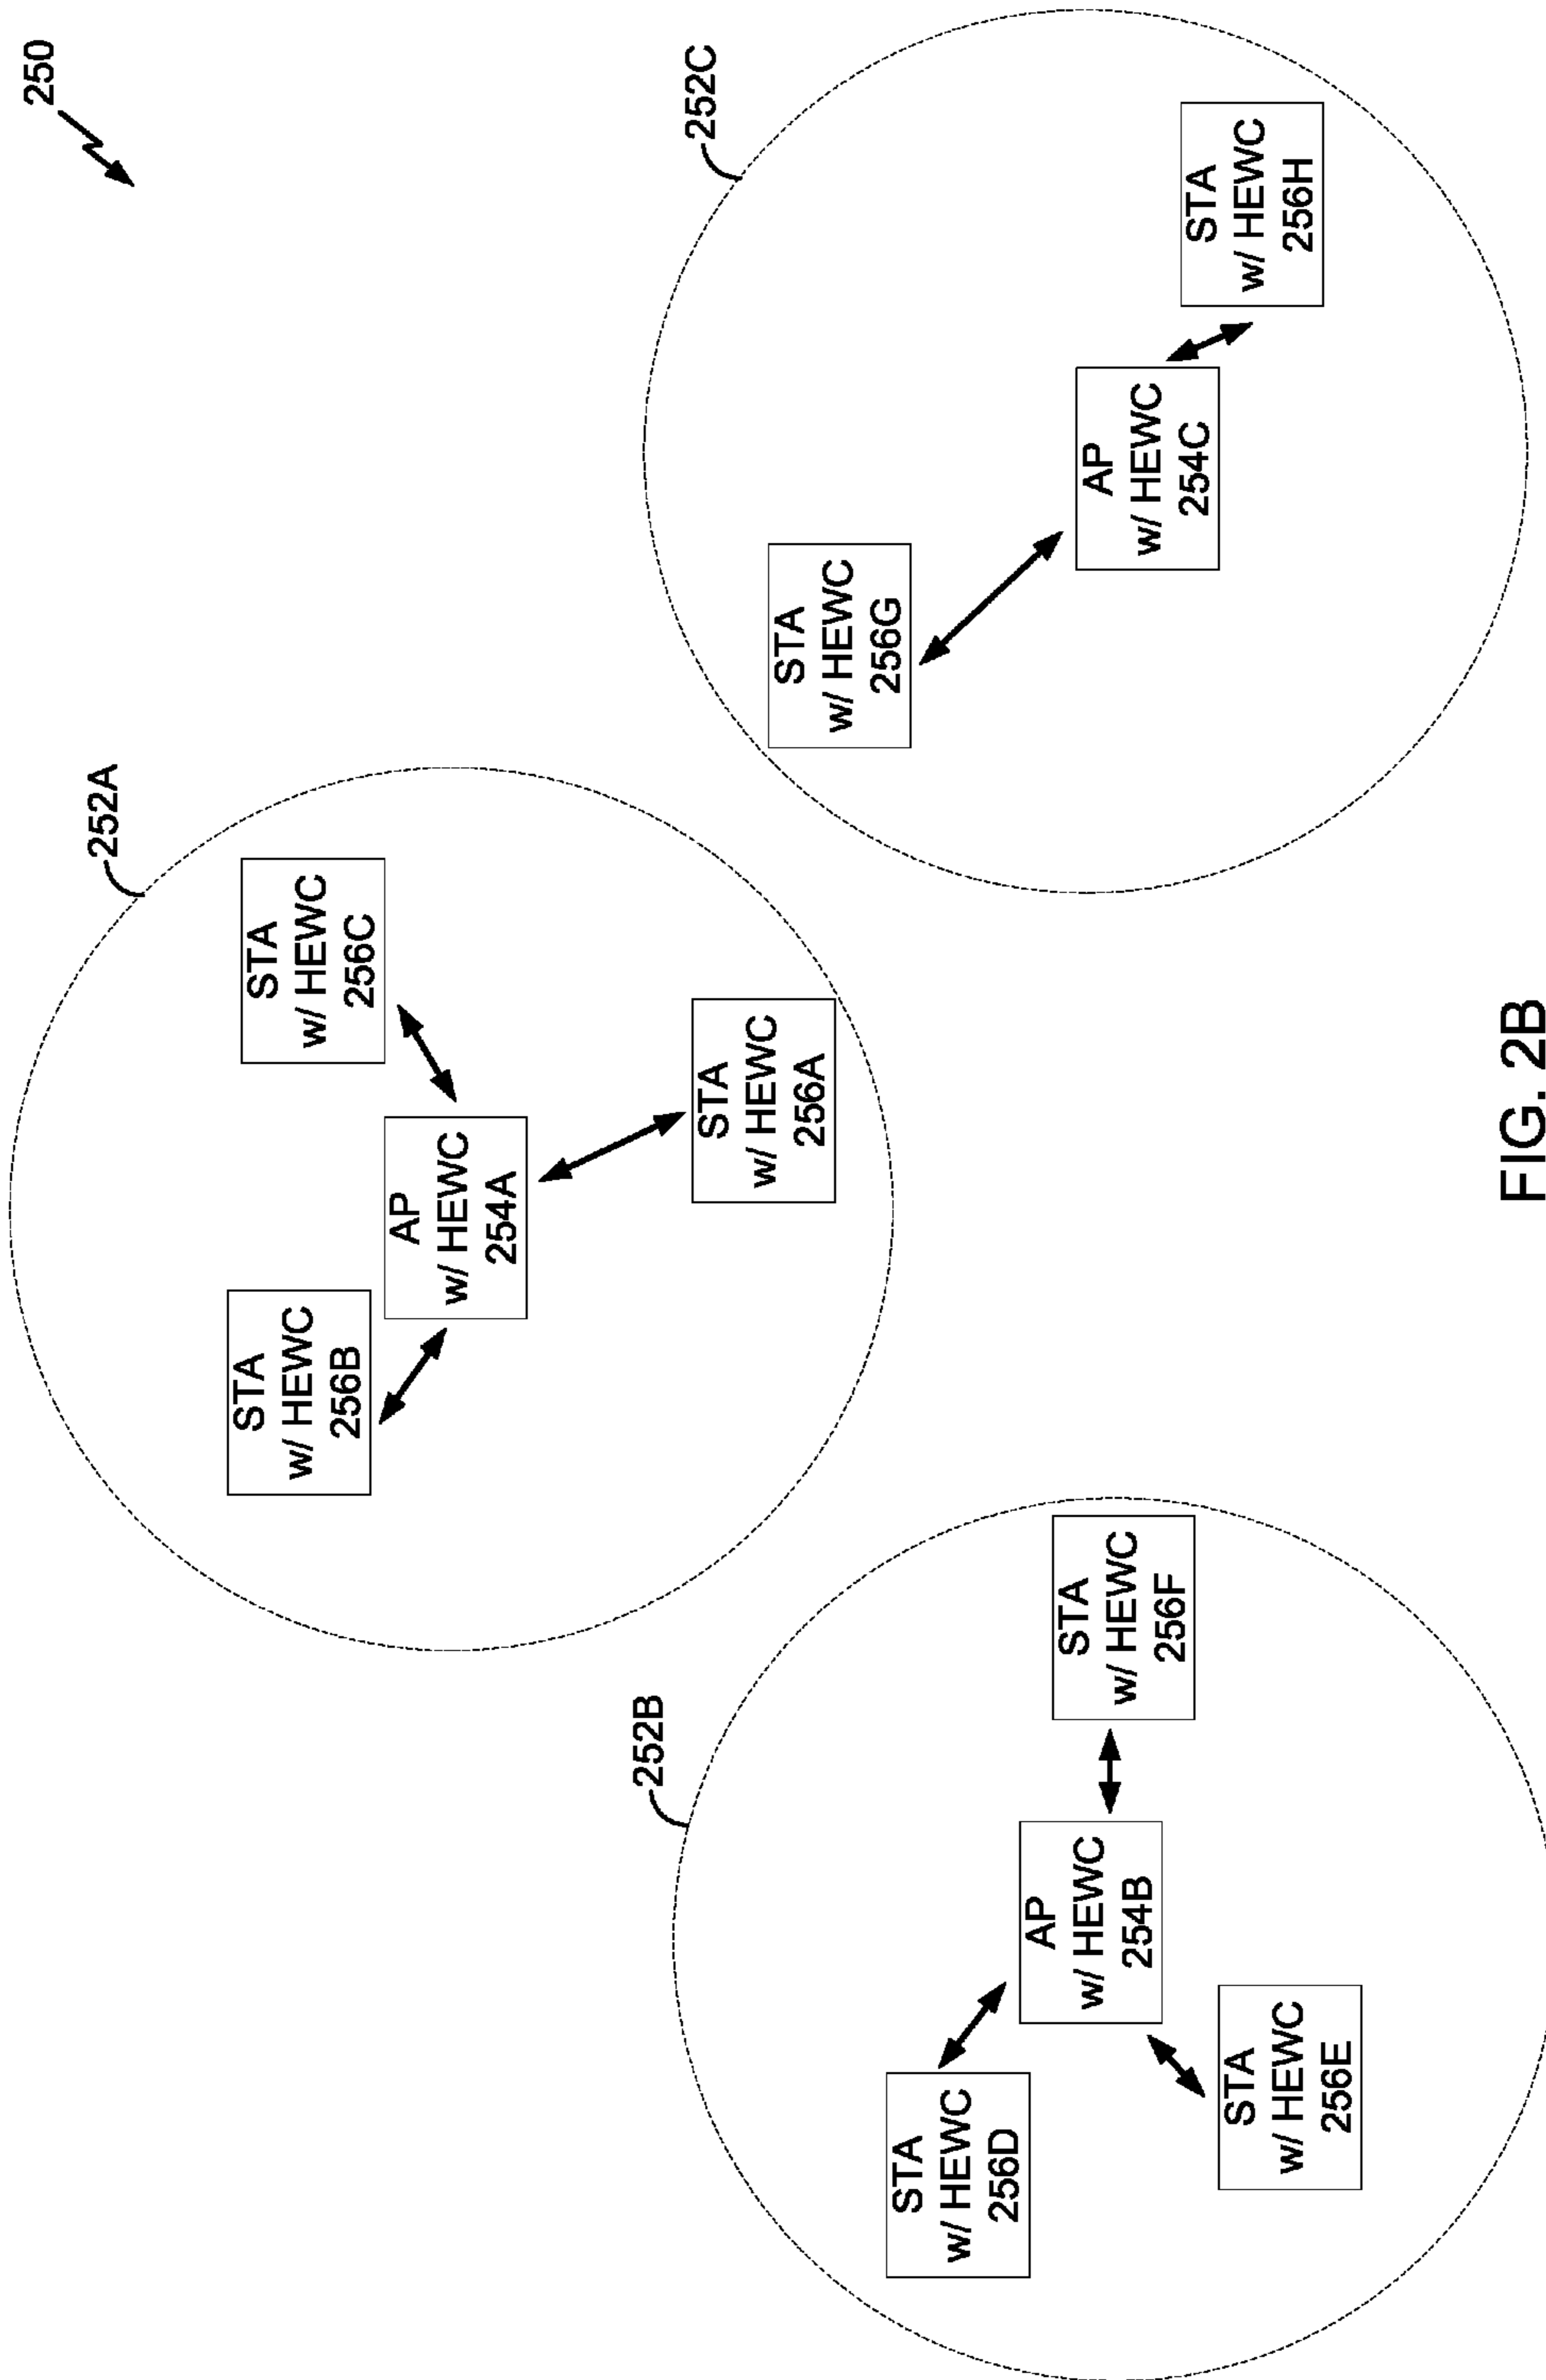 250
252A
STA
w/ HEWC
256B
STA
w/ HEWC
256C
AP
w/ HEWC
254A
STA
w/ HEWC
256A
252B
STA
w/ HEWC
256D
AP
w/ HEWC
254B
STA
w/ HEWC
256F
STA
w/ HEWC
256E
252C
STA
w/ HEWC
256G
AP
w/ HEWC
254C
STA
w/ HEWC
256H
FIG. 2B